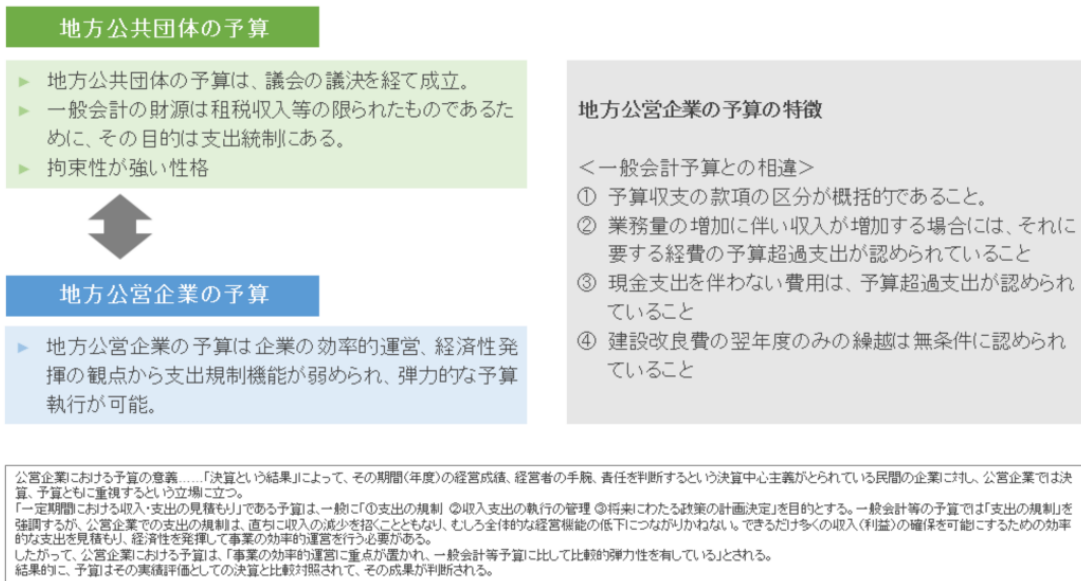 地方公共団体の予算
▶ 地方公共団体の予算は、議会の議決を経て成立。
▶ 一般会計の財源は租税収入等の限られたものであるた
めに、その目的は支出統制にある。
▶ 拘束性が強い性格
地方公営企業の予算
▶ 地方公営企業の予算は企業の効率的運営、経済性発
揮の観点から支出規制機能が弱められ、弾力的な予算
執行が可能。
地方公営企業の予算の特徴
＜一般会計予算との相違＞
① 予算収支の款項の区分が概括的であること。
② 業務量の増加に伴い収入が増加する場合には、それに
要する経費の予算超過支出が認められていること
③ 現金支出を伴わない費用は、予算超過支出が認められ
ていること
④ 建設改良費の翌年度のみの繰越は無条件に認められ
ていること
公営企業における予算の意義……「決算という結果」によって、その期間(年度)の経営成績、経営者の手腕、責任を判断するという決算中心主義がとられている民間の企業に対し、公営企業では決
算、予算ともに重視するという立場に立つ。
「一定期間における収入・支出の見積もり」である予算は、一般に「①支出の規制 ②収入支出の執行の管理 ③将来にわたる政策の計画決定」を目的とする。一般会計等の予算では「支出の規制」を
強調するが、公営企業での支出の規制は、直ちに収入の減少を招くことともなり、むしろ全体的な経営機能の低下につながりかねない。できるだけ多くの収入(利益)の確保を可能にするための効率
的な支出を見積もり、経済性を発揮して事業の効率的運営を行う必要がある。
したがって、公営企業における予算は、「事業の効率的運営に重点が置かれ、一般会計等予算に比して比較的弾力性を有している」とされる。
結果的に、予算はその実績評価としての決算と比較対照されて、その成果が判断される。